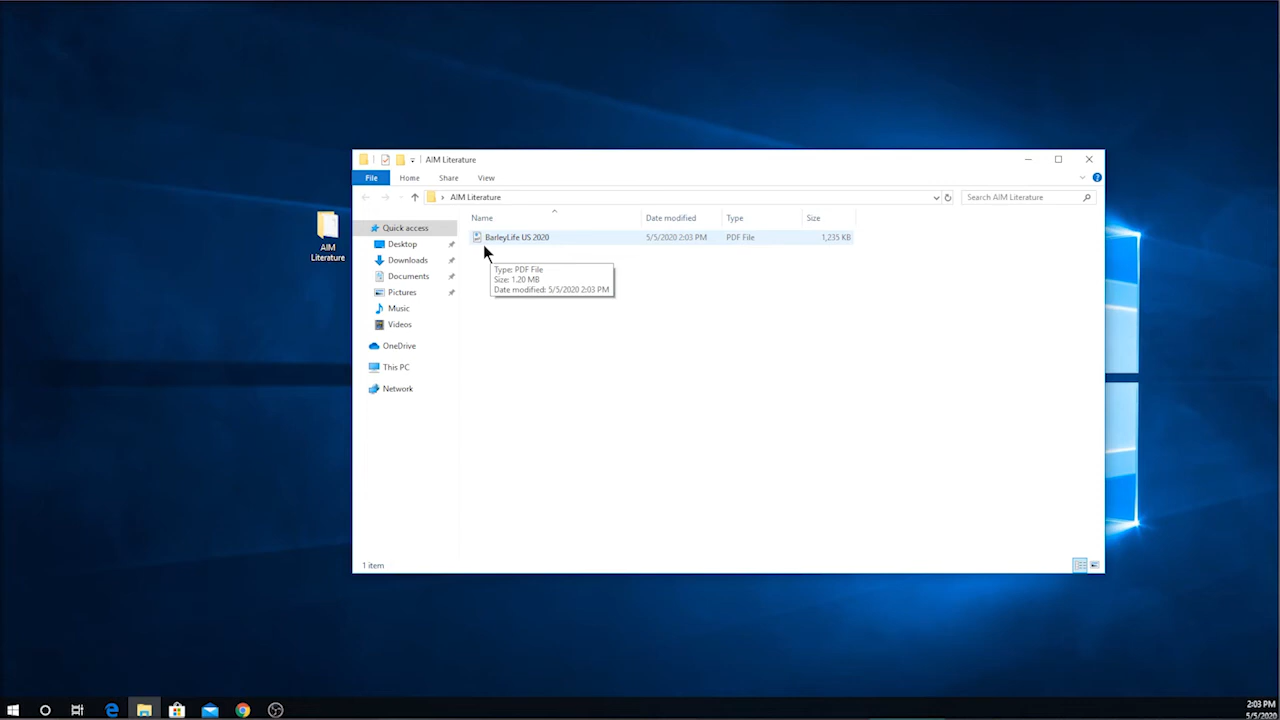 AIM Literature
File Home Share View
AIM Literature
Search AIM Literature
Name Date modified Type Size
Quick access
BarleyLife US 2020 5/5/2020 2:03 PM PDF File 1,235 KB
Desktop
Downloads
Documents
Pictures
Music
Videos
OneDrive
This PC
Network
Type: PDF File
Size: 1.20 MB
Date modified: 5/5/2020 2:03 PM
AIM
Literature
1 item
2:03 PM
5/5/2020